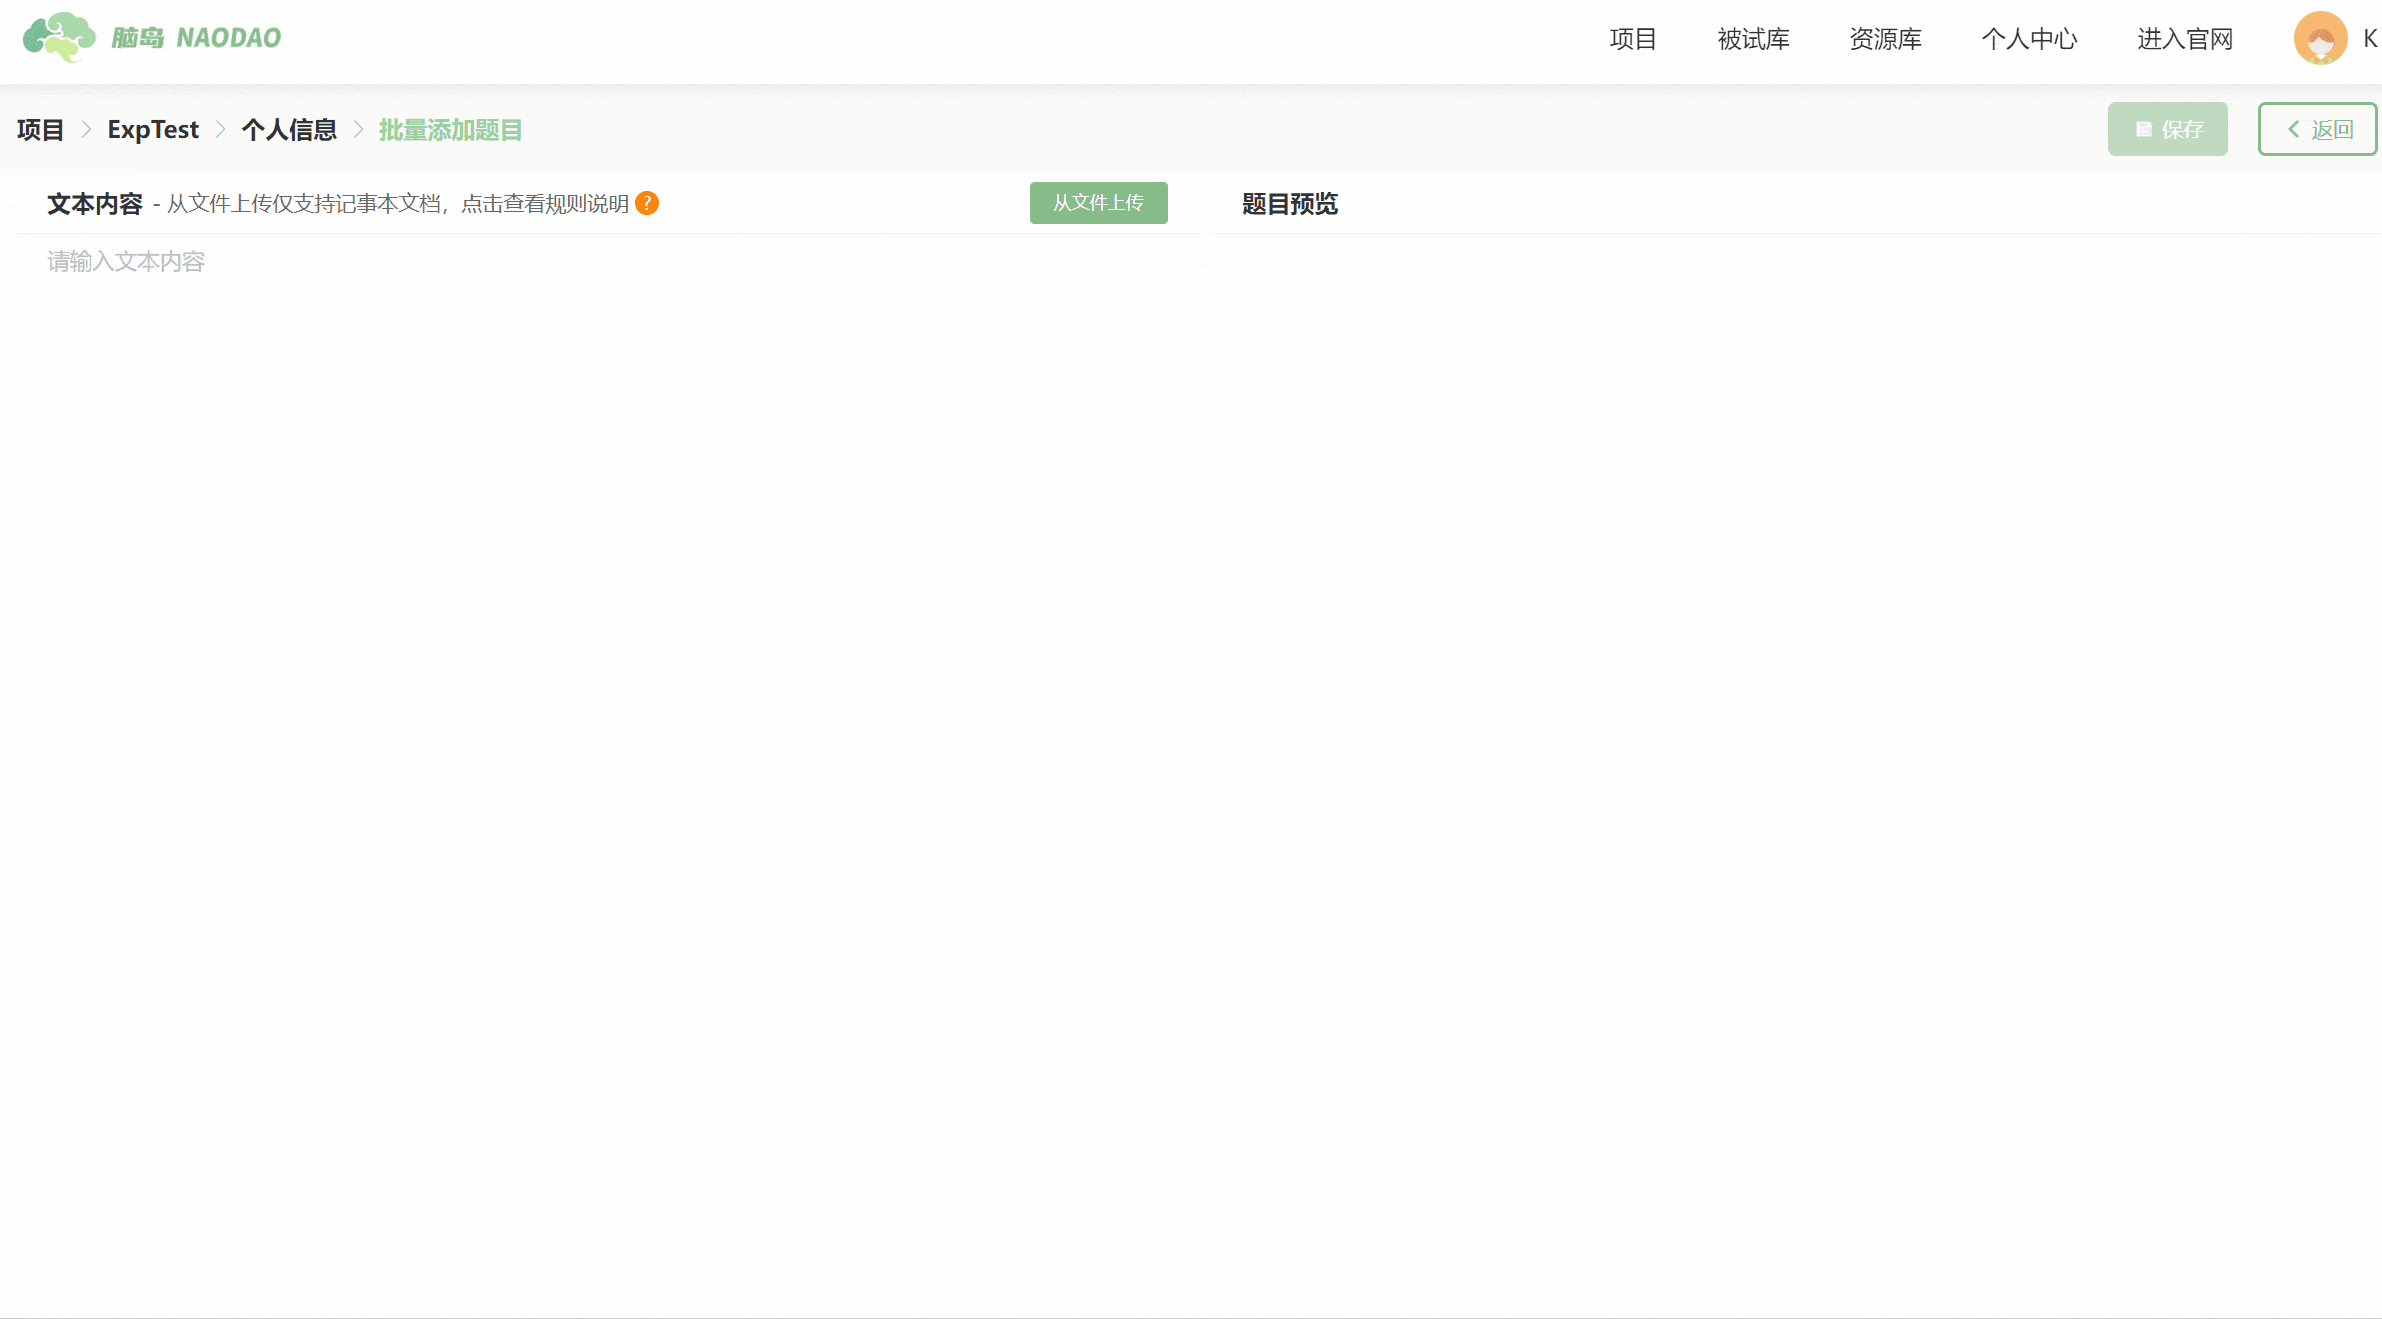 脑岛 NAODAO
项目 被试库 资源库 个人中心 进入官网 K
项目 > ExpTest > 个人信息 > 批量添加题目
保存 返回
文本内容 - 从文件上传仅支持记事本文档，点击查看规则说明 ?
从文件上传
题目预览
请输入文本内容